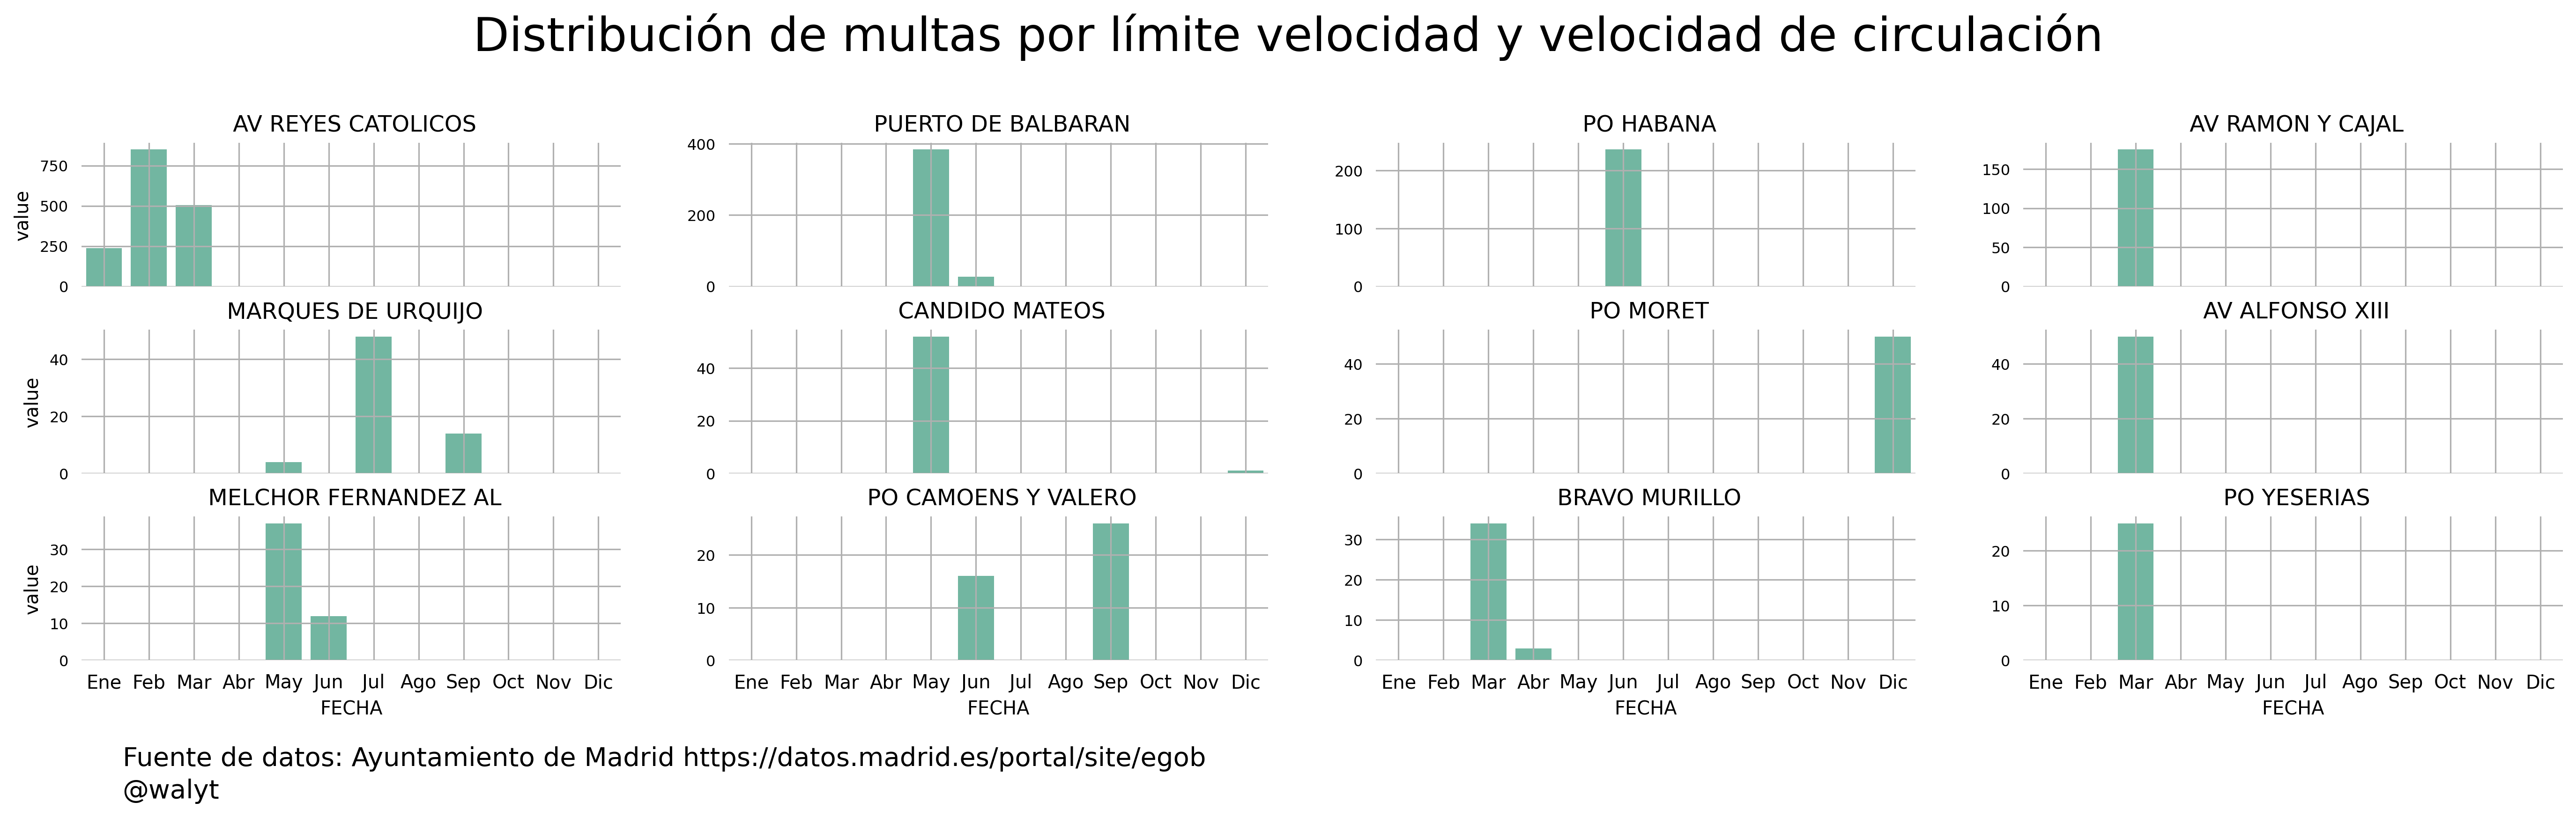 Distribución de multas por límite velocidad y velocidad de circulación
AV REYES CATOLICOS
value
750
500
250
0
PUERTO DE BALBARAN
400
200
0
PO HABANA
200
100
0
AV RAMON Y CAJAL
150
100
50
0
MARQUES DE URQUIJO
value
40
20
0
CANDIDO MATEOS
40
20
0
PO MORET
40
20
0
AV ALFONSO XIII
40
20
0
MELCHOR FERNANDEZ AL
value
30
20
10
0
Ene Feb Mar Abr May Jun Jul Ago Sep Oct Nov Dic
FECHA
PO CAMOENS Y VALERO
20
10
0
Ene Feb Mar Abr May Jun Jul Ago Sep Oct Nov Dic
FECHA
BRAVO MURILLO
30
20
10
0
Ene Feb Mar Abr May Jun Jul Ago Sep Oct Nov Dic
FECHA
PO YESERIAS
20
10
0
Ene Feb Mar Abr May Jun Jul Ago Sep Oct Nov Dic
FECHA
Fuente de datos: Ayuntamiento de Madrid https://datos.madrid.es/portal/site/egob
@walyt